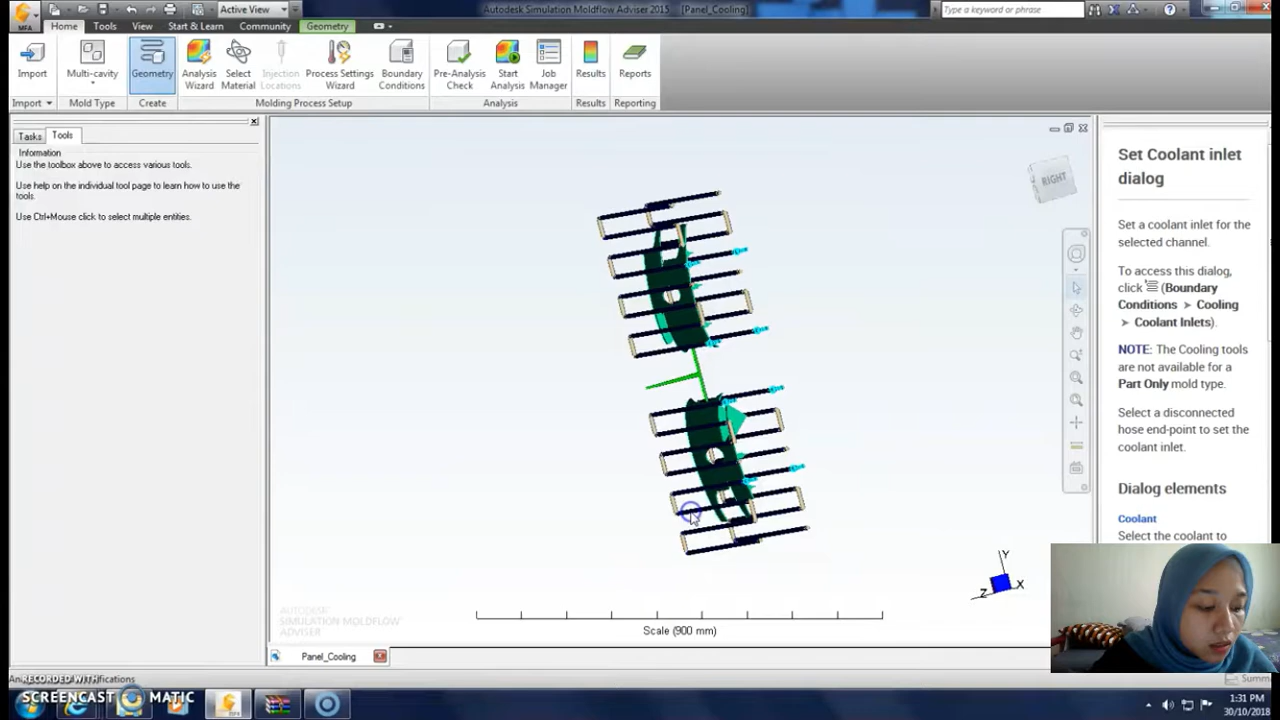 Active View
Autodesk Simulation Moldflow Adviser 2015 [Panel_Cooling]
Type a keyword or phrase
MFA
Home
Tools
View
Start & Learn
Community
Geometry
Import
Multi-cavity
Geometry
Analysis Wizard
Select Material
Injection Locations
Process Settings Wizard
Boundary Conditions
Pre-Analysis Check
Start Analysis
Job Manager
Results
Reports
Import
Mold Type
Create
Molding Process Setup
Analysis
Results
Reporting
Tasks
Tools
Information
Use the toolbox above to access various tools.
Use help on the individual tool page to learn how to use the
tools.
Use Ctrl+Mouse click to select multiple entities.
RIGHT
Set Coolant inlet
dialog
Set a coolant inlet for the
selected channel.
To access this dialog,
click (Boundary
Conditions ➤ Cooling
➤ Coolant Inlets).
NOTE: The Cooling tools
are not available for a
Part Only mold type.
Select a disconnected
hose end-point to set the
coolant inlet.
Dialog elements
Coolant
Select the coolant to
Y
X
Z
AUTODESK
SIMULATION MOLDFLOW
ADVISER
Scale (900 mm)
Panel_Cooling
RECORDED WITH
SCREENCAST MATIC
1:31 PM
30/10/2018